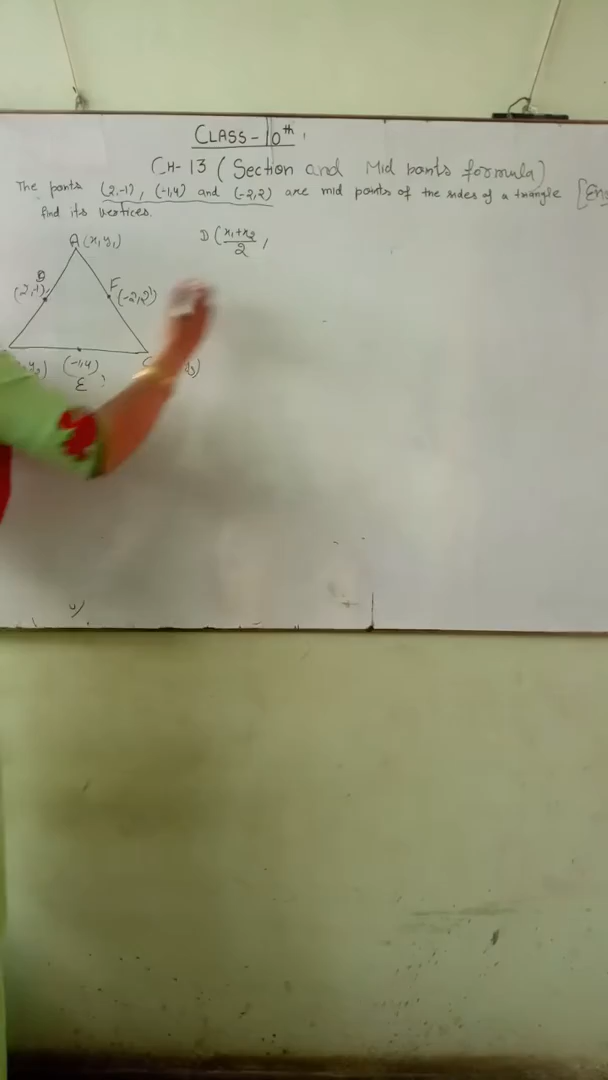 CLASS-10th
CH-13 (Section and Mid points formula)
The points (2,-1), (-1,4) and (-2,2) are mid points of the sides of a triangle
find its vertices.
A(x₁y₁)
D(x₁+x₂/2,
D
(2,-1)
F
(-2,2)
(-1,4)
C
E